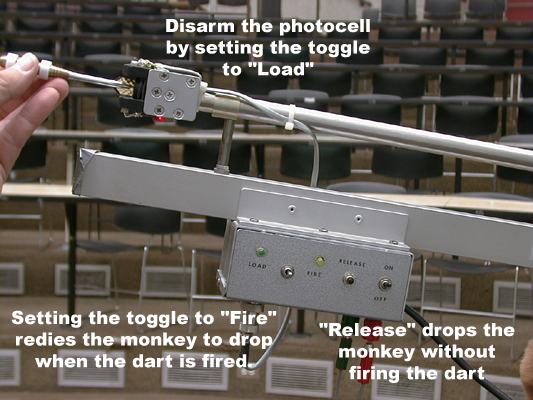 Disarm the photocell
by setting the toggle
to "Load"
LOAD
FIRE
RELEASE
ON
OFF
Setting the toggle to "Fire"
redies the monkey to drop
when the dart is fired.
"Release" drops the
monkey without
firing the dart